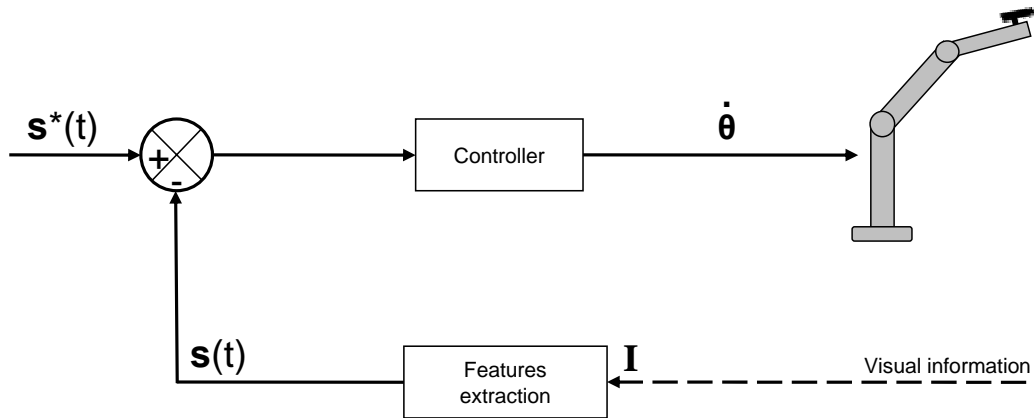 s*(t)
+
-
Controller
θ̇
s(t)
Features
extraction
I
Visual information